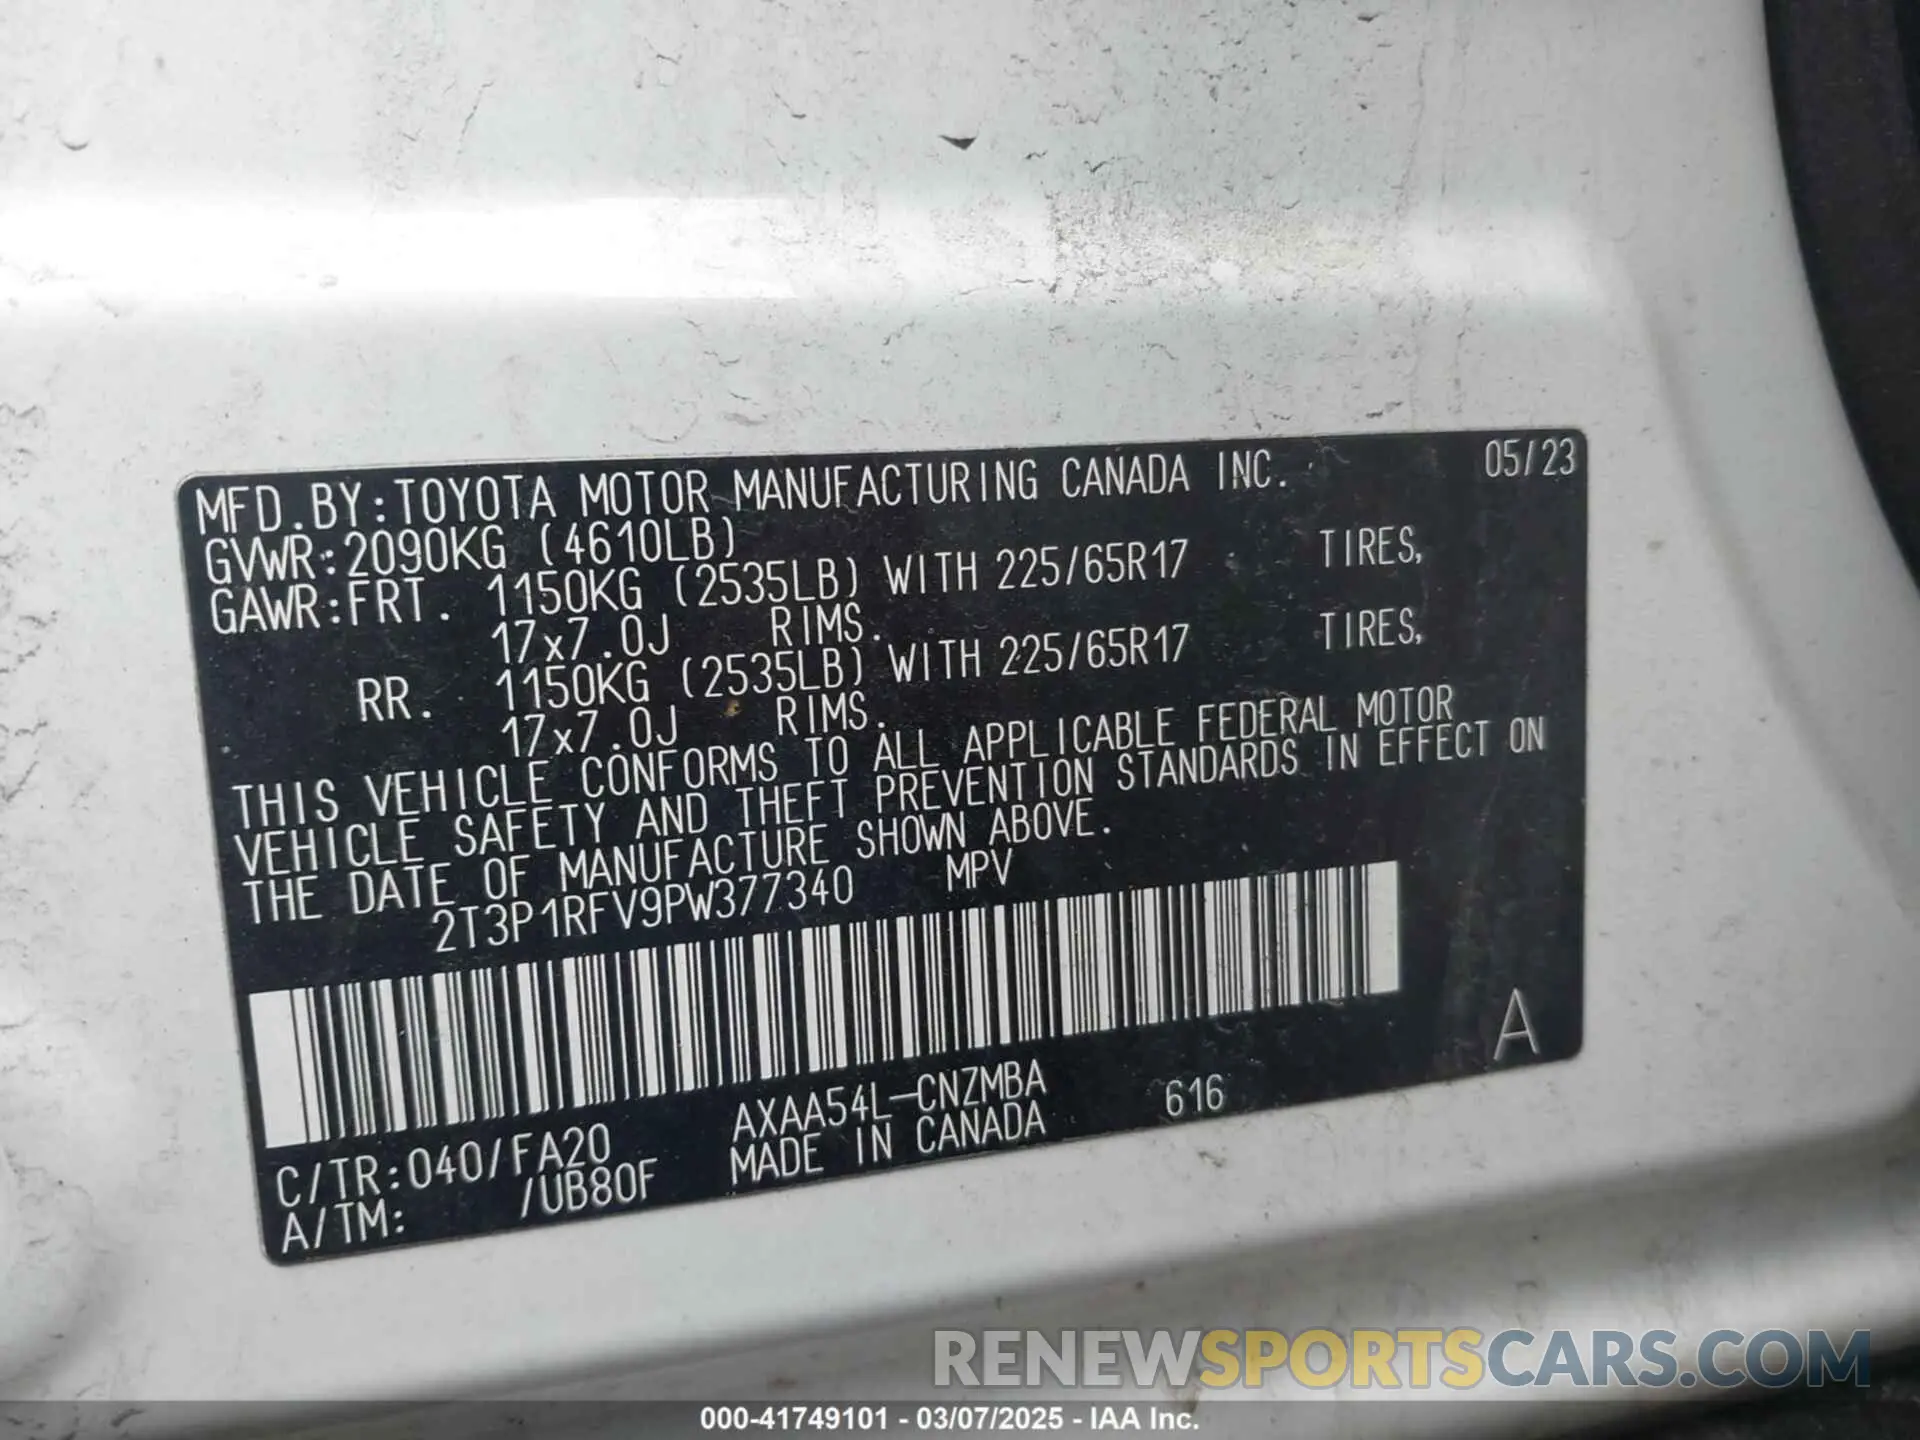 MFD.BY:TOYOTA MOTOR MANUFACTURING CANADA INC. 05/23
GVWR:2090KG (4610LB)
GAWR:FRT. 1150KG (2535LB) WITH 225/65R17 TIRES,
17x7.0J RIMS.
RR. 1150KG (2535LB) WITH 225/65R17 TIRES,
17x7.0J RIMS.
THIS VEHICLE CONFORMS TO ALL APPLICABLE FEDERAL MOTOR
VEHICLE SAFETY AND THEFT PREVENTION STANDARDS IN EFFECT ON
THE DATE OF MANUFACTURE SHOWN ABOVE.
2T3P1RFV9PW377340 MPV
A
C/TR:040/FA20 AXAA54L-CNZMBA 616
A/TM: /UB80F MADE IN CANADA
RENEWSPORTSCARS.COM
000-41749101 - 03/07/2025 - IAA Inc.